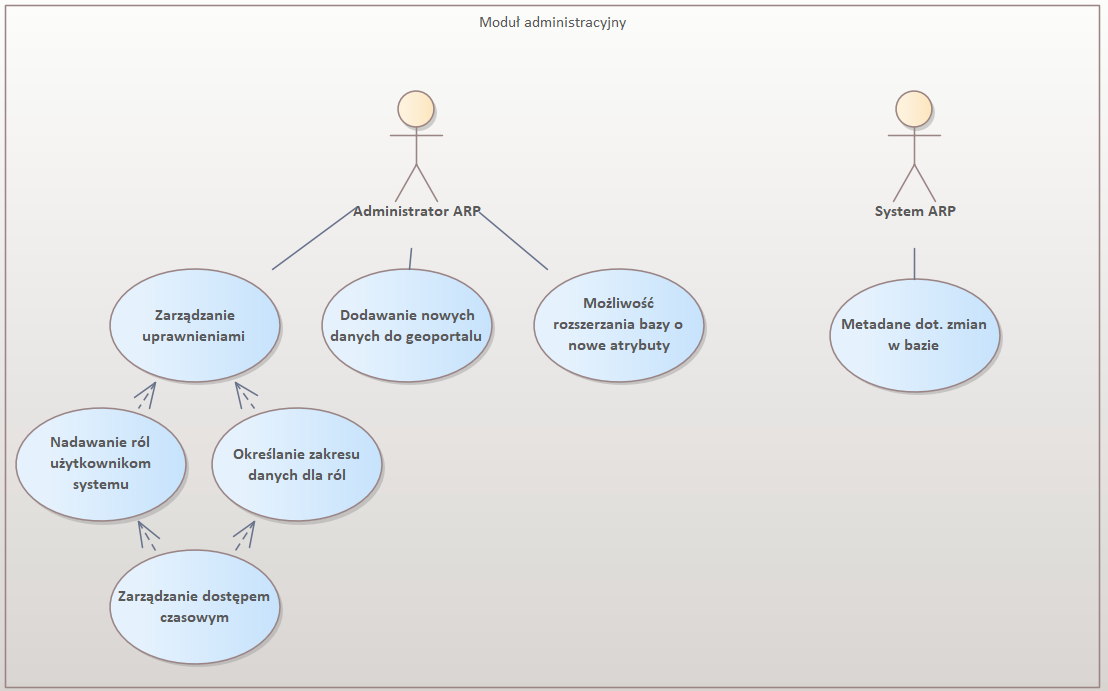 Moduł administracyjny
Administrator ARP
System ARP
Zarządzanie
uprawnieniami
Dodawanie nowych
danych do geoportalu
Możliwość
rozszerzania bazy o
nowe atrybuty
Metadane dot. zmian
w bazie
Nadawanie ról
użytkownikom
systemu
Określanie zakresu
danych dla ról
Zarządzanie dostępem
czasowym